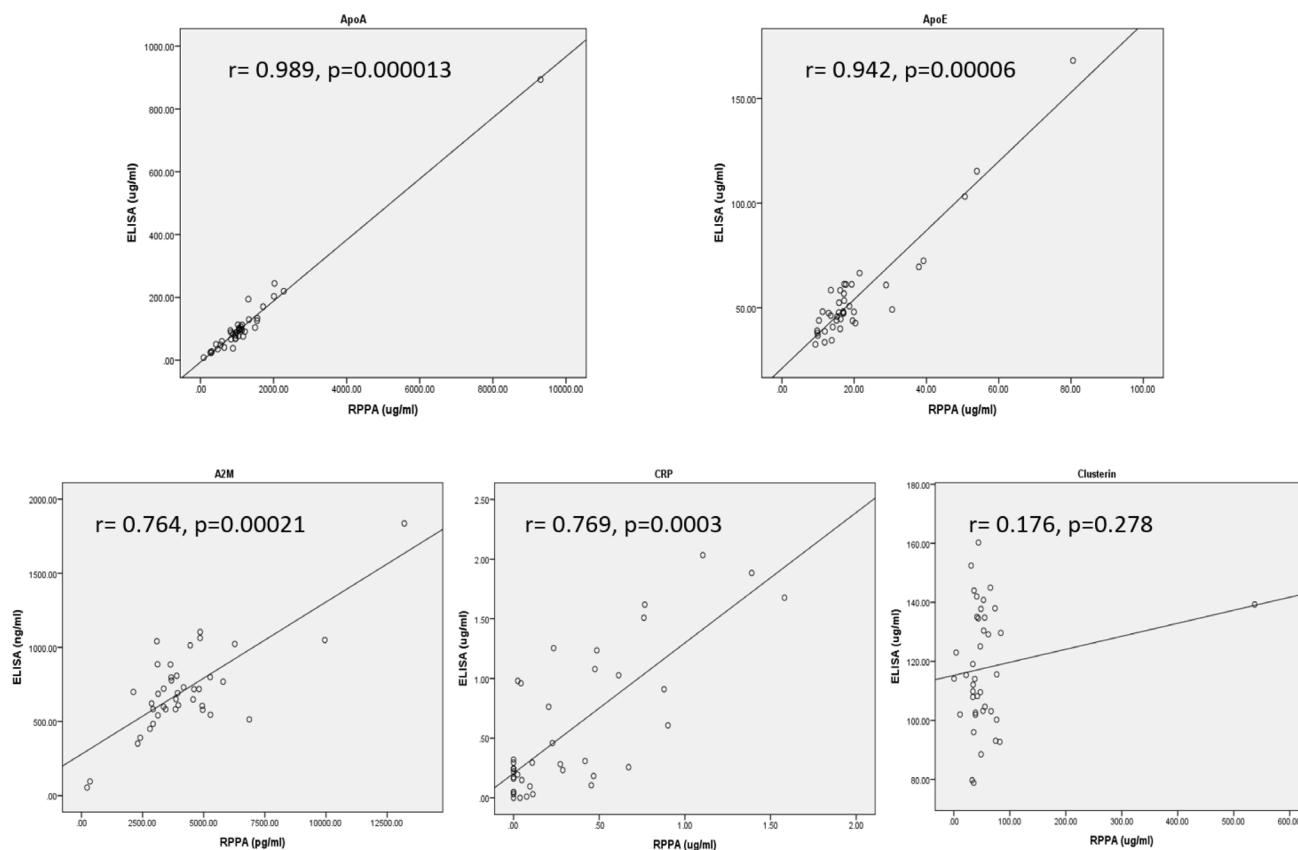 ApoA
r= 0.989, p=0.000013
1000.00
800.00
600.00
400.00
200.00
.00
ELISA (ug/ml)
.00 2000.00 4000.00 6000.00 8000.00 10000.00
RPPA (ug/ml)
ApoE
r= 0.942, p=0.00006
150.00
100.00
50.00
ELISA (ug/ml)
.00 20.00 40.00 60.00 80.00 100.00
RPPA (ug/ml)
A2M
r= 0.764, p=0.00021
2000.00
1500.00
1000.00
500.00
.00
ELISA (ng/ml)
.00 2500.00 5000.00 7500.00 10000.00 12500.00
RPPA (pg/ml)
CRP
r= 0.769, p=0.0003
2.50
2.00
1.50
1.00
.50
.00
ELISA (ug/ml)
.00 .50 1.00 1.50 2.00
RPPA (ug/ml)
Clusterin
r= 0.176, p=0.278
180.00
160.00
140.00
120.00
100.00
80.00
ELISA (ug/ml)
.00 100.00 200.00 300.00 400.00 500.00 600.00
RPPA (ug/ml)